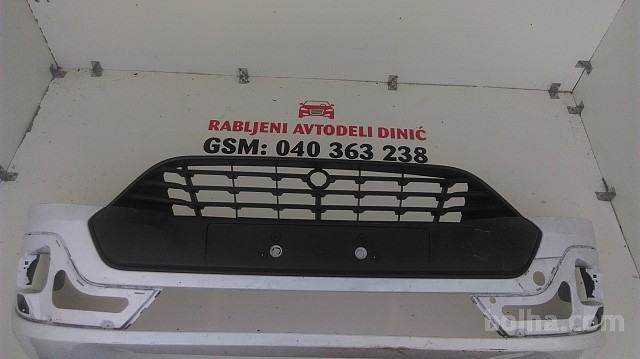 RABLJENI AVTODELI DINIĆ
GSM: 040 363 238
bolha.com